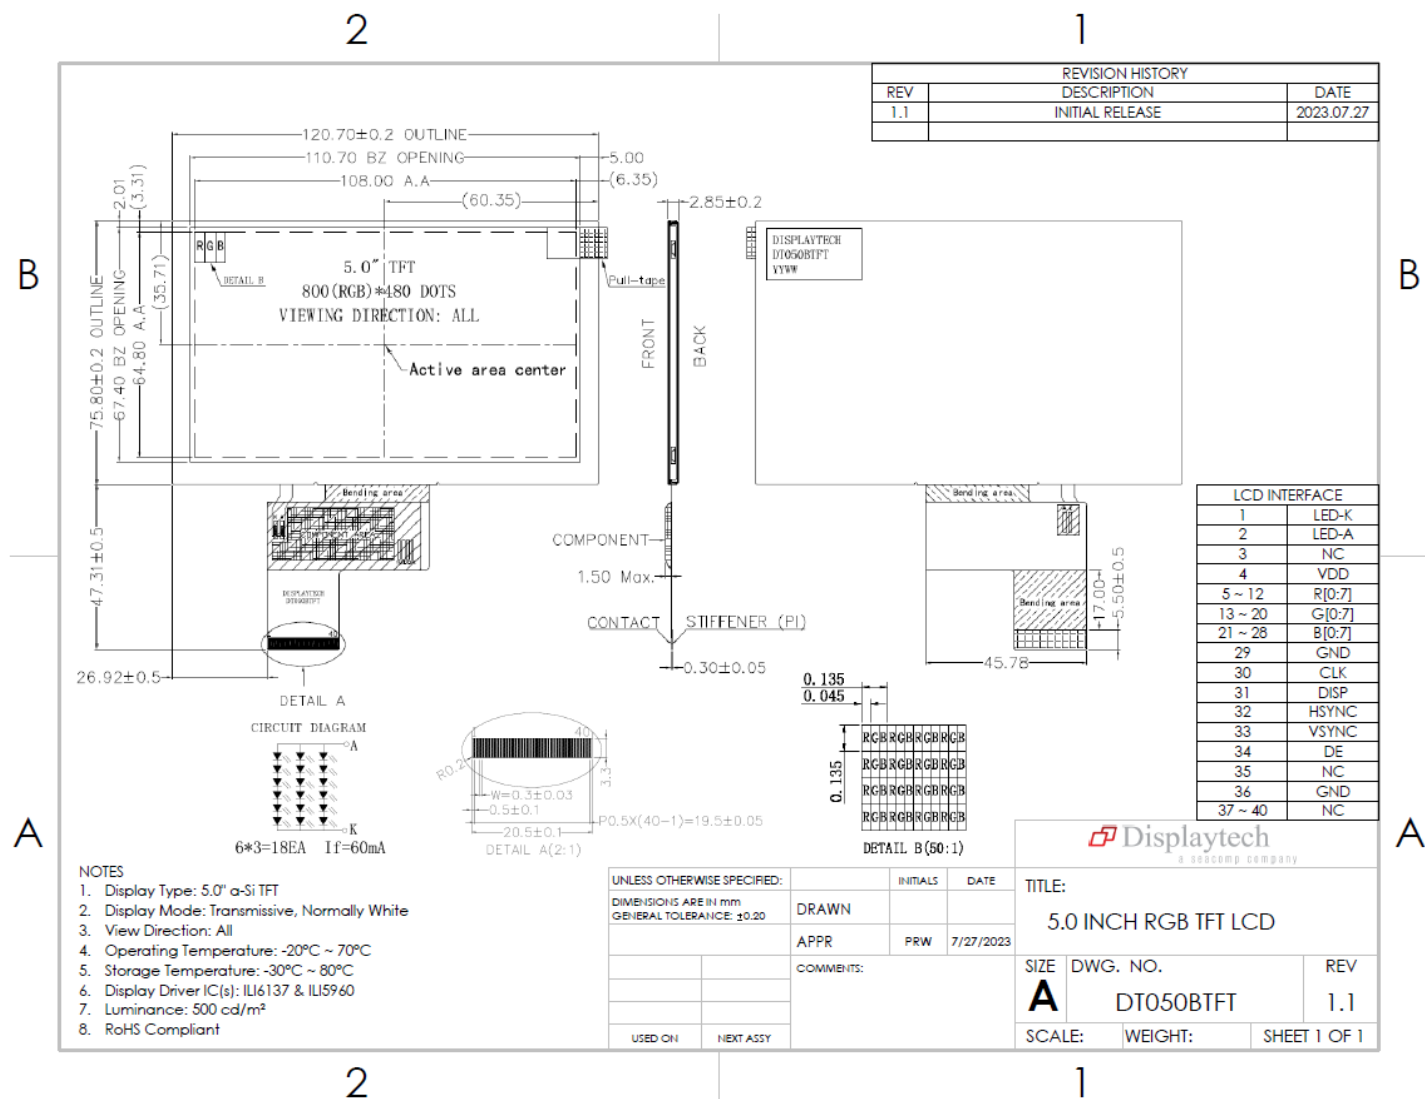 2
1
REVISION HISTORY
REV DESCRIPTION DATE
1.1 INITIAL RELEASE 2023.07.27
120.70±0.2 OUTLINE
110.70 BZ OPENING
5.00
108.00 A.A
(6.35)
(60.35)
2.85±0.2
2.01
(3.31)
75.80±0.2 OUTLINE
67.40 BZ OPENING
64.80 A.A
(35.71)
RGB
DETAIL B
5.0" TFT
800(RGB)*480 DOTS
VIEWING DIRECTION: ALL
Active area center
Pull-tape
FRONT
BACK
DISPLAYTECH
DT050BTFT
YYWW
B
B
Bending area
COMPONENT AREA
DISPLAYTECH
DT050BTFT
40
47.31±0.5
26.92±0.5
DETAIL A
COMPONENT
1.50 Max.
CONTACT
STIFFENER (PI)
0.30±0.05
Bending area
Bending area
17.00
5.50±0.5
45.78
LCD INTERFACE
1 LED-K
2 LED-A
3 NC
4 VDD
5 ~ 12 R[0:7]
13 ~ 20 G[0:7]
21 ~ 28 B[0:7]
29 GND
30 CLK
31 DISP
32 HSYNC
33 VSYNC
34 DE
35 NC
36 GND
37 ~ 40 NC
CIRCUIT DIAGRAM
A
K
6*3=18EA If=60mA
40
R0.2
3.3
W=0.3±0.03
0.5±0.1
P0.5X(40-1)=19.5±0.05
20.5±0.1
DETAIL A(2:1)
0.135
0.045
0.135
RGBRGBRGBRGB
RGBRGBRGBRGB
RGBRGBRGBRGB
RGBRGBRGBRGB
DETAIL B(50:1)
A
A
NOTES
1. Display Type: 5.0" a-Si TFT
2. Display Mode: Transmissive, Normally White
3. View Direction: All
4. Operating Temperature: -20°C ~ 70°C
5. Storage Temperature: -30°C ~ 80°C
6. Display Driver IC(s): ILI6137 & ILI5960
7. Luminance: 500 cd/m²
8. RoHS Compliant
UNLESS OTHERWISE SPECIFIED:
DIMENSIONS ARE IN mm
GENERAL TOLERANCE: ±0.20
INITIALS DATE
DRAWN
APPR PRW 7/27/2023
COMMENTS:
USED ON NEXT ASSY
Displaytech
a seacomp company
TITLE:
5.0 INCH RGB TFT LCD
SIZE DWG. NO. REV
A DT050BTFT 1.1
SCALE: WEIGHT: SHEET 1 OF 1
2
1